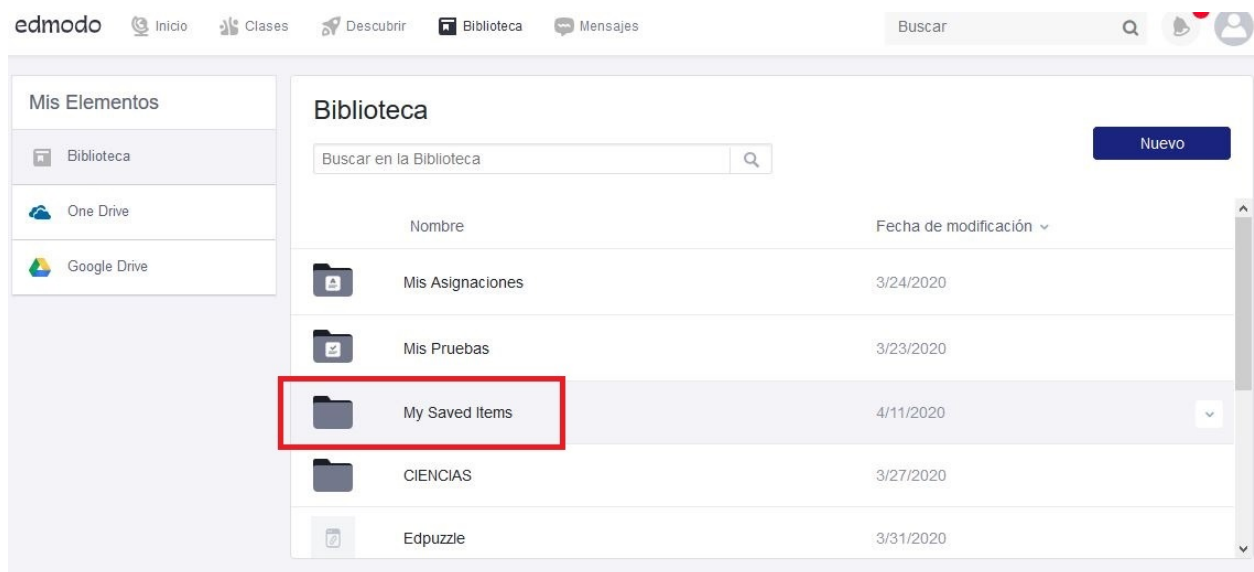 edmodo Inicio Clases Descubrir Biblioteca Mensajes Buscar
Mis Elementos
Biblioteca
One Drive
Google Drive
Biblioteca
Buscar en la Biblioteca
Nuevo
Nombre Fecha de modificación
Mis Asignaciones 3/24/2020
Mis Pruebas 3/23/2020
My Saved Items 4/11/2020
CIENCIAS 3/27/2020
Edpuzzle 3/31/2020